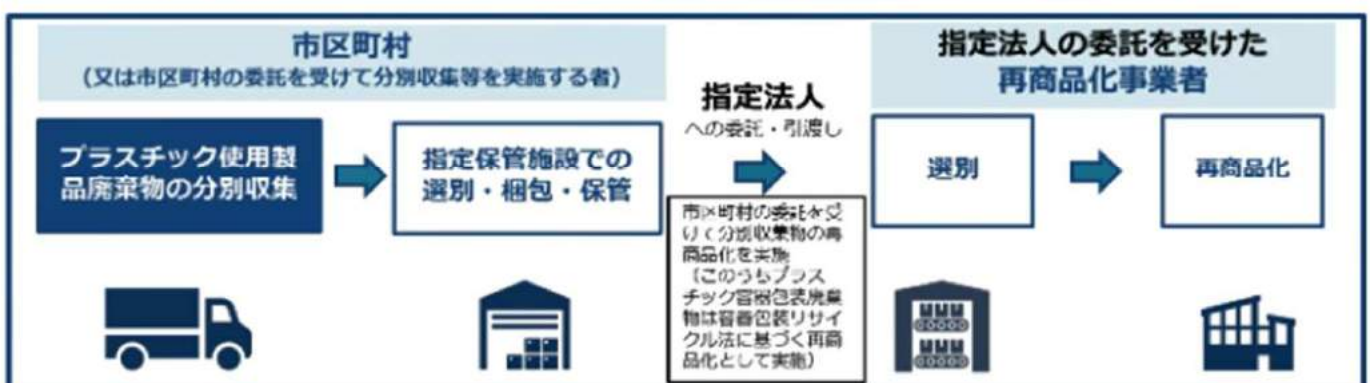 市区町村
(又は市区町村の委託を受けて分別収集等を実施する者)
プラスチック使用製
品廃棄物の分別収集
指定保管施設での
選別・梱包・保管
指定法人
への委託・引渡し
市区町村の委託を受
けて分別収集物の再
商品化を実施
(このうちプラス
チック容器包装廃棄
物は容器包装リサイ
クル法に基づく再商
品化として実施)
指定法人の委託を受けた
再商品化事業者
選別
再商品化